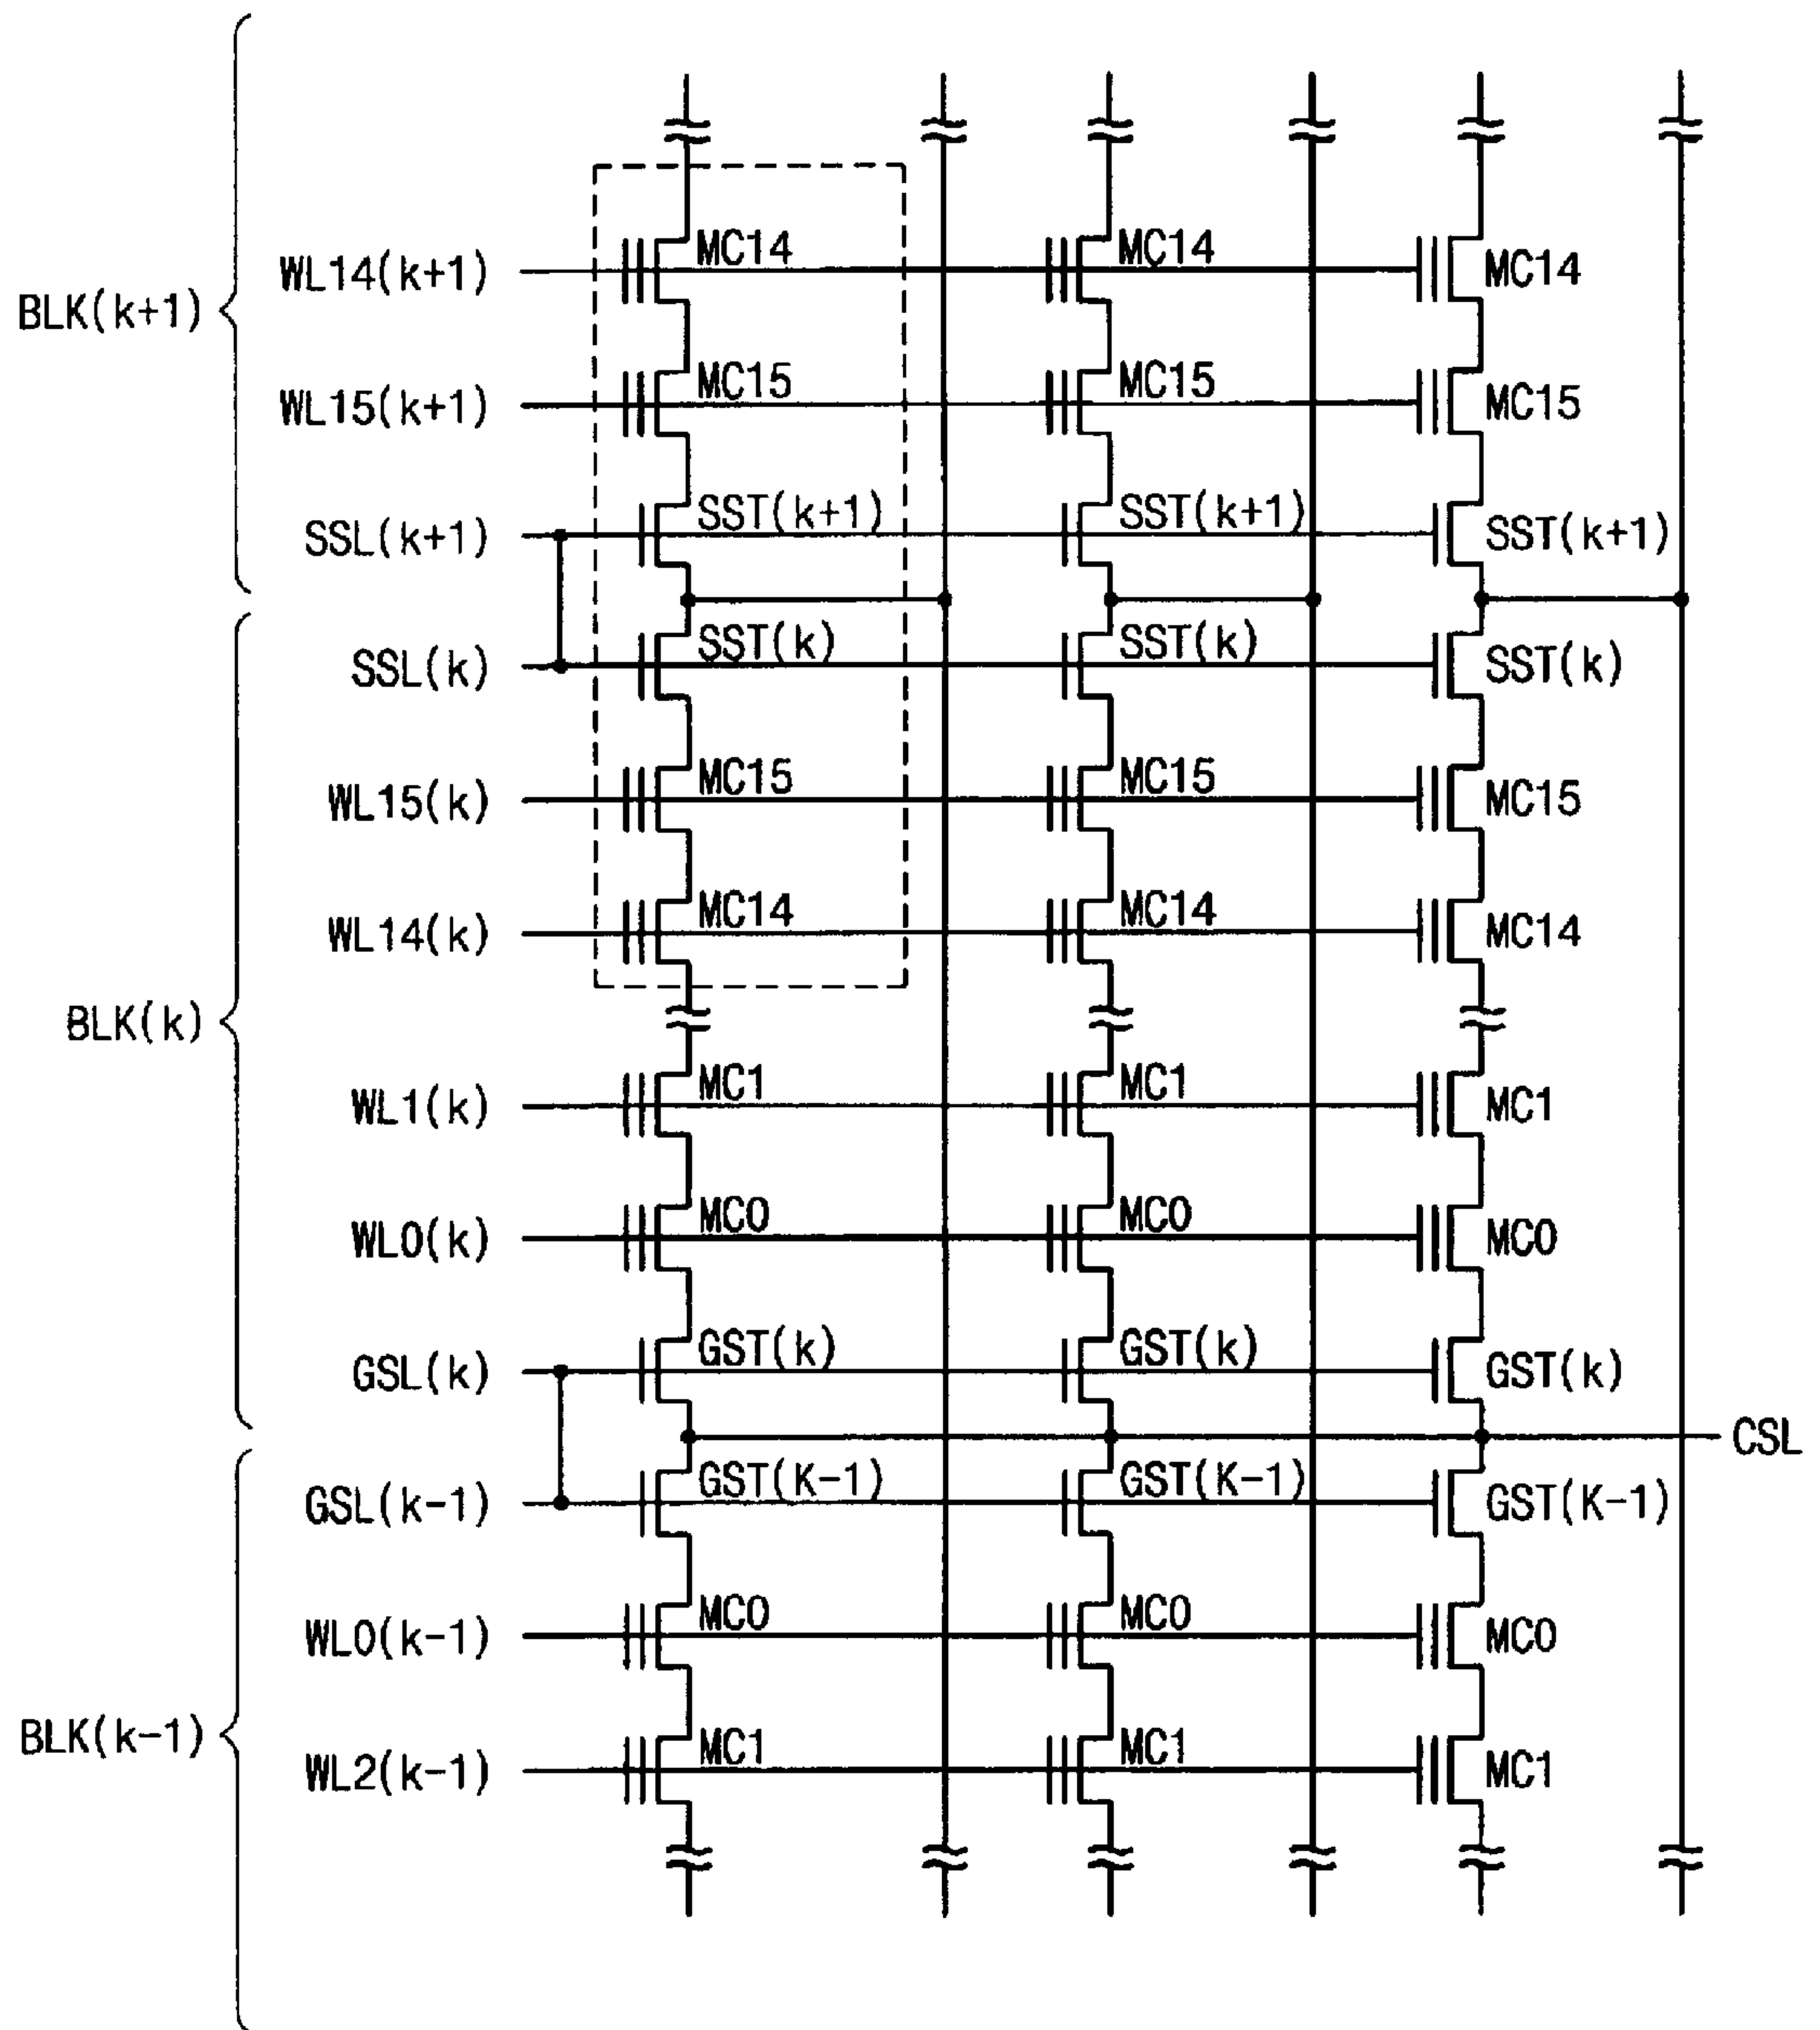 WL14(k+1) MC14 MC14 MC14
BLK(k+1)
WL15(k+1) MC15 MC15 MC15
SSL(k+1) SST(k+1) SST(k+1) SST(k+1)
SSL(k) SST(k) SST(k) SST(k)
WL15(k) MC15 MC15 MC15
WL14(k) MC14 MC14 MC14
BLK(k)
WL1(k) MC1 MC1 MC1
WL0(k) MC0 MC0 MC0
GSL(k) GST(k) GST(k) GST(k)
CSL
GSL(k-1) GST(K-1) GST(K-1) GST(K-1)
WL0(k-1) MC0 MC0 MC0
BLK(k-1)
WL2(k-1) MC1 MC1 MC1